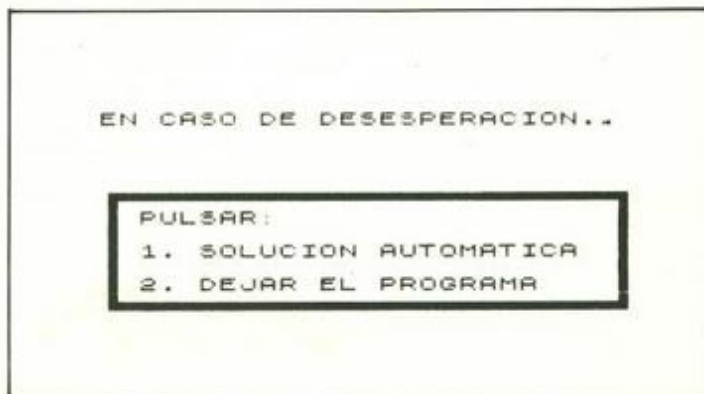 EN CASO DE DESESPERACION..
PULSAR:
1. SOLUCION AUTOMATICA
2. DEJAR EL PROGRAMA